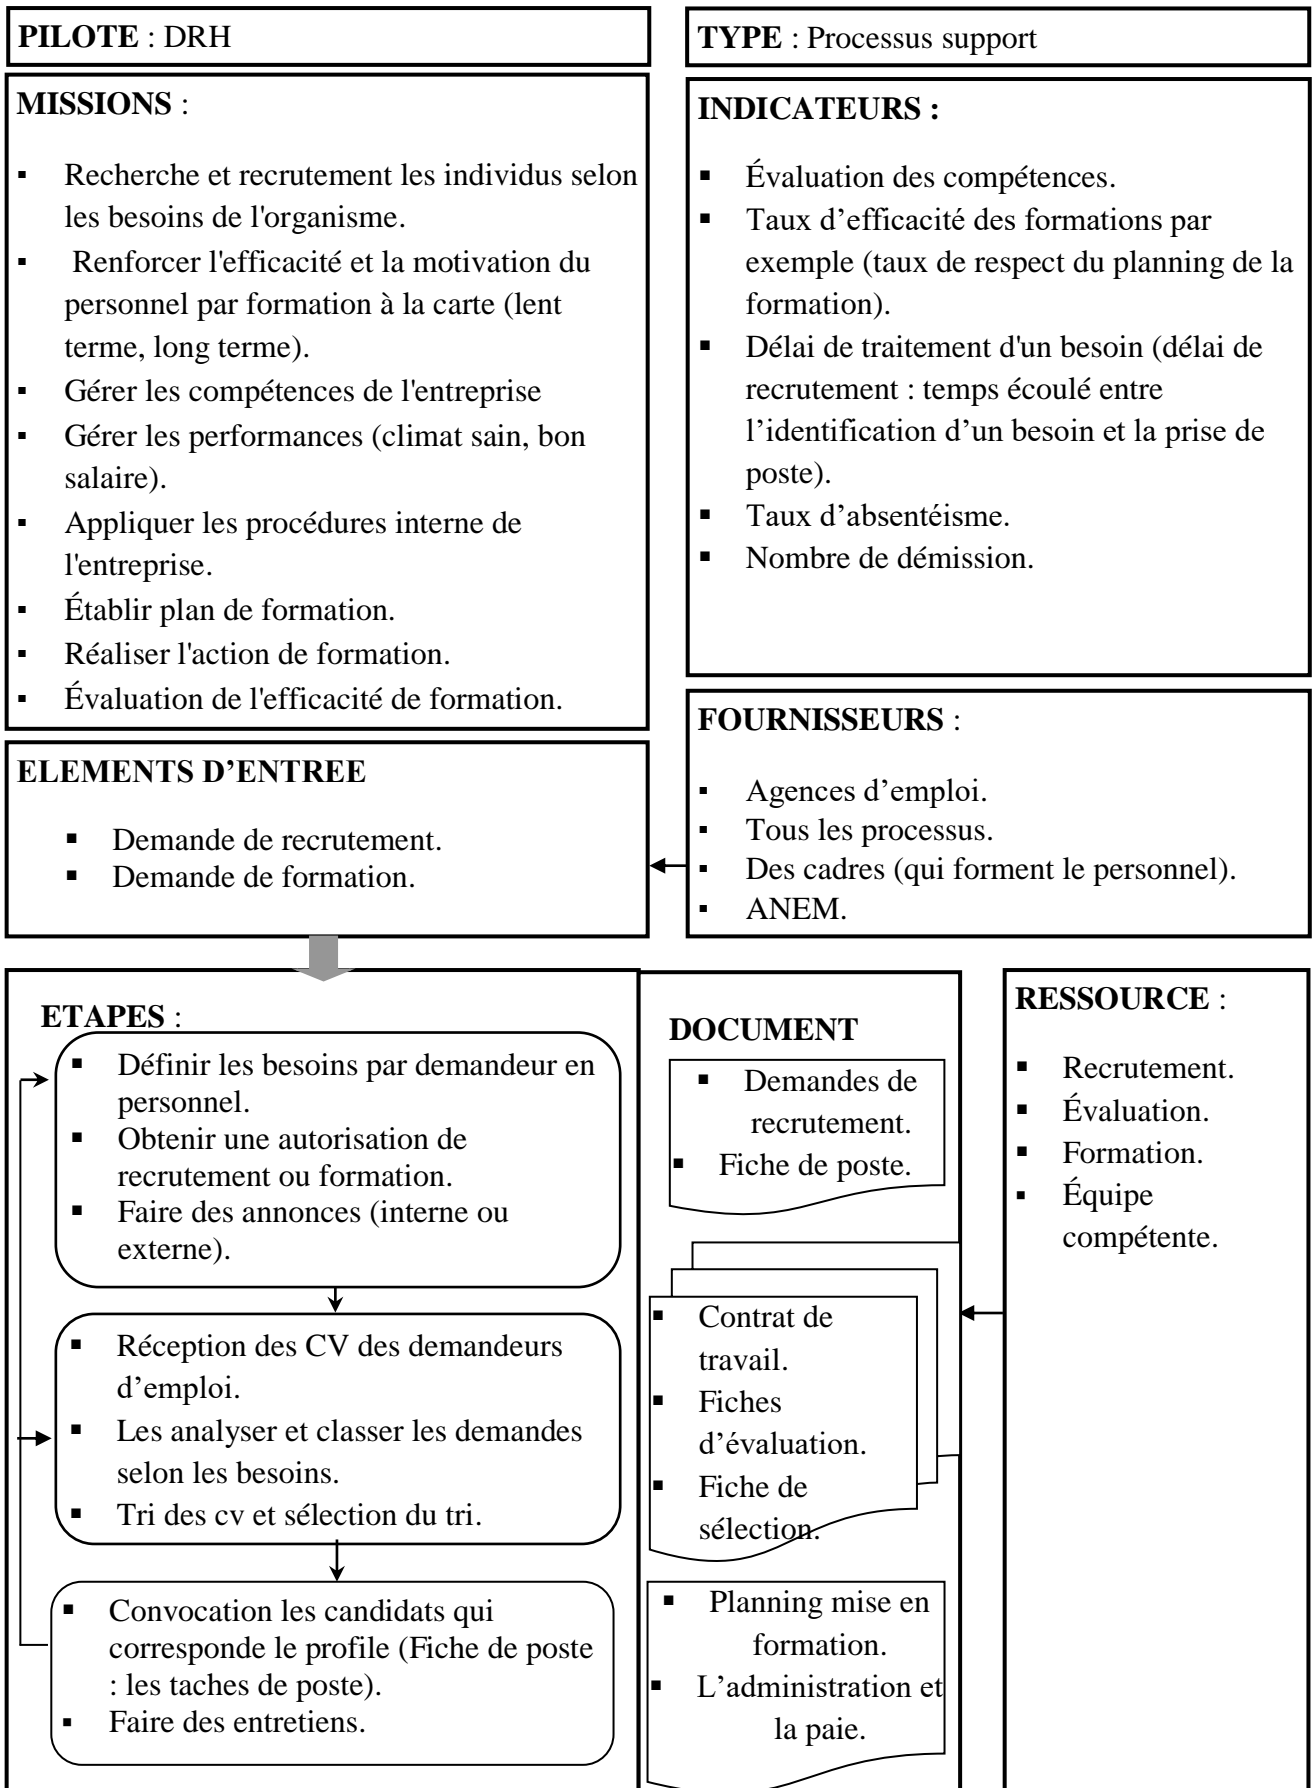 PILOTE : DRH
TYPE : Processus support
MISSIONS :
▪ Recherche et recrutement les individus selon
les besoins de l'organisme.
▪ Renforcer l'efficacité et la motivation du
personnel par formation à la carte (lent
terme, long terme).
▪ Gérer les compétences de l'entreprise
▪ Gérer les performances (climat sain, bon
salaire).
▪ Appliquer les procédures interne de
l'entreprise.
▪ Établir plan de formation.
▪ Réaliser l'action de formation.
▪ Évaluation de l'efficacité de formation.
INDICATEURS :
▪ Évaluation des compétences.
▪ Taux d’efficacité des formations par
exemple (taux de respect du planning de la
formation).
▪ Délai de traitement d'un besoin (délai de
recrutement : temps écoulé entre
l’identification d’un besoin et la prise de
poste).
▪ Taux d’absentéisme.
▪ Nombre de démission.
ELEMENTS D’ENTREE
▪ Demande de recrutement.
▪ Demande de formation.
FOURNISSEURS :
▪ Agences d’emploi.
▪ Tous les processus.
▪ Des cadres (qui forment le personnel).
▪ ANEM.
ETAPES :
▪ Définir les besoins par demandeur en
personnel.
▪ Obtenir une autorisation de
recrutement ou formation.
▪ Faire des annonces (interne ou
externe).
▪ Réception des CV des demandeurs
d’emploi.
▪ Les analyser et classer les demandes
selon les besoins.
▪ Tri des cv et sélection du tri.
▪ Convocation les candidats qui
corresponde le profile (Fiche de poste
: les taches de poste).
▪ Faire des entretiens.
DOCUMENT
▪ Demandes de
recrutement.
▪ Fiche de poste.
▪ Contrat de
travail.
▪ Fiches
d’évaluation.
▪ Fiche de
sélection.
▪ Planning mise en
formation.
▪ L’administration et
la paie.
RESSOURCE :
▪ Recrutement.
▪ Évaluation.
▪ Formation.
▪ Équipe
compétente.